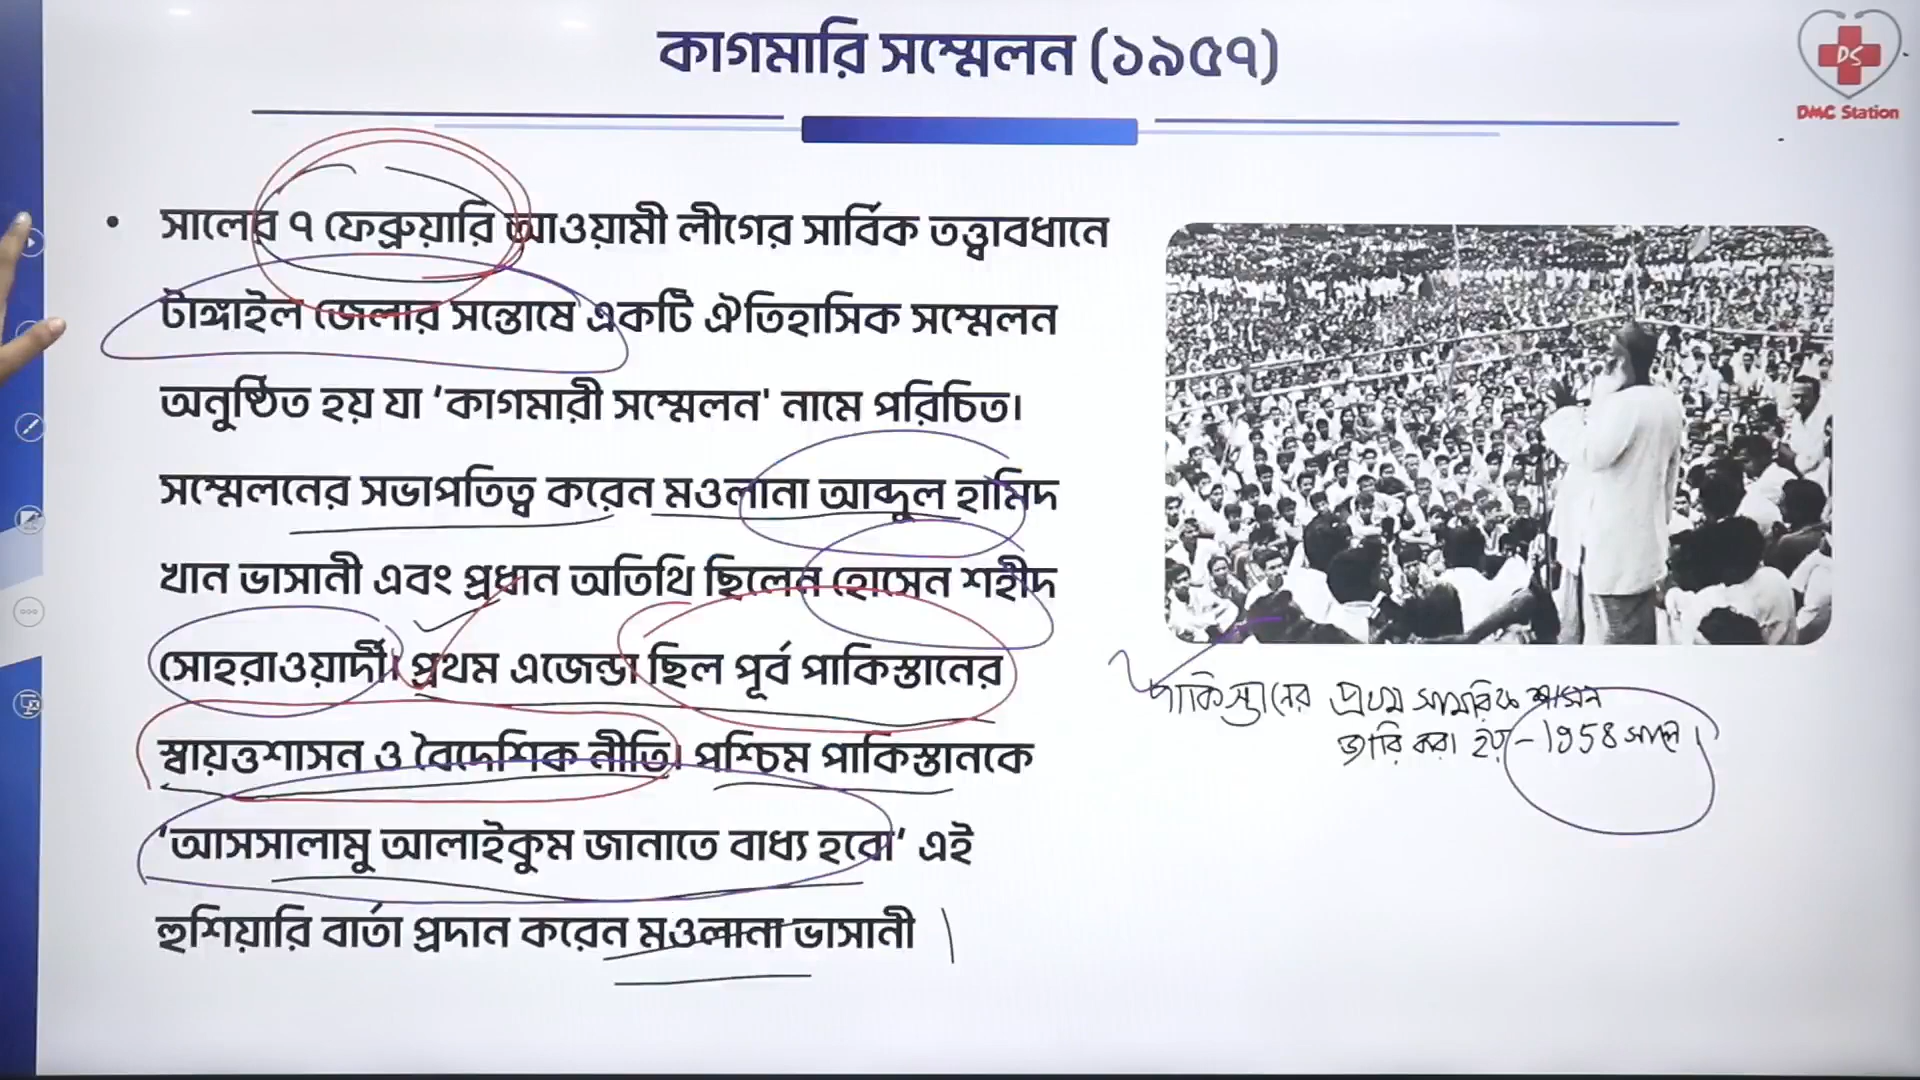 কাগমারি সম্মেলন (১৯৫৭)
DS
DMC Station
• সালের ৭ ফেব্রুয়ারি আওয়ামী লীগের সার্বিক তত্ত্বাবধানে
টাঙ্গাইল জেলার সন্তোষে একটি ঐতিহাসিক সম্মেলন
অনুষ্ঠিত হয় যা ‘কাগমারী সম্মেলন' নামে পরিচিত।
সম্মেলনের সভাপতিত্ব করেন মওলানা আব্দুল হামিদ
খান ভাসানী এবং প্রধান অতিথি ছিলেন হোসেন শহীদ
সোহরাওয়ার্দী। প্রথম এজেন্ডা ছিল পূর্ব পাকিস্তানের
স্বায়ত্তশাসন ও বৈদেশিক নীতি। পশ্চিম পাকিস্তানকে
‘আসসালামু আলাইকুম জানাতে বাধ্য হবো’ এই
হুশিয়ারি বার্তা প্রদান করেন মওলানা ভাসানী
পাকিস্তানের প্রথম সামরিক শাসন
জারি করা হয় – 1958 সালে।